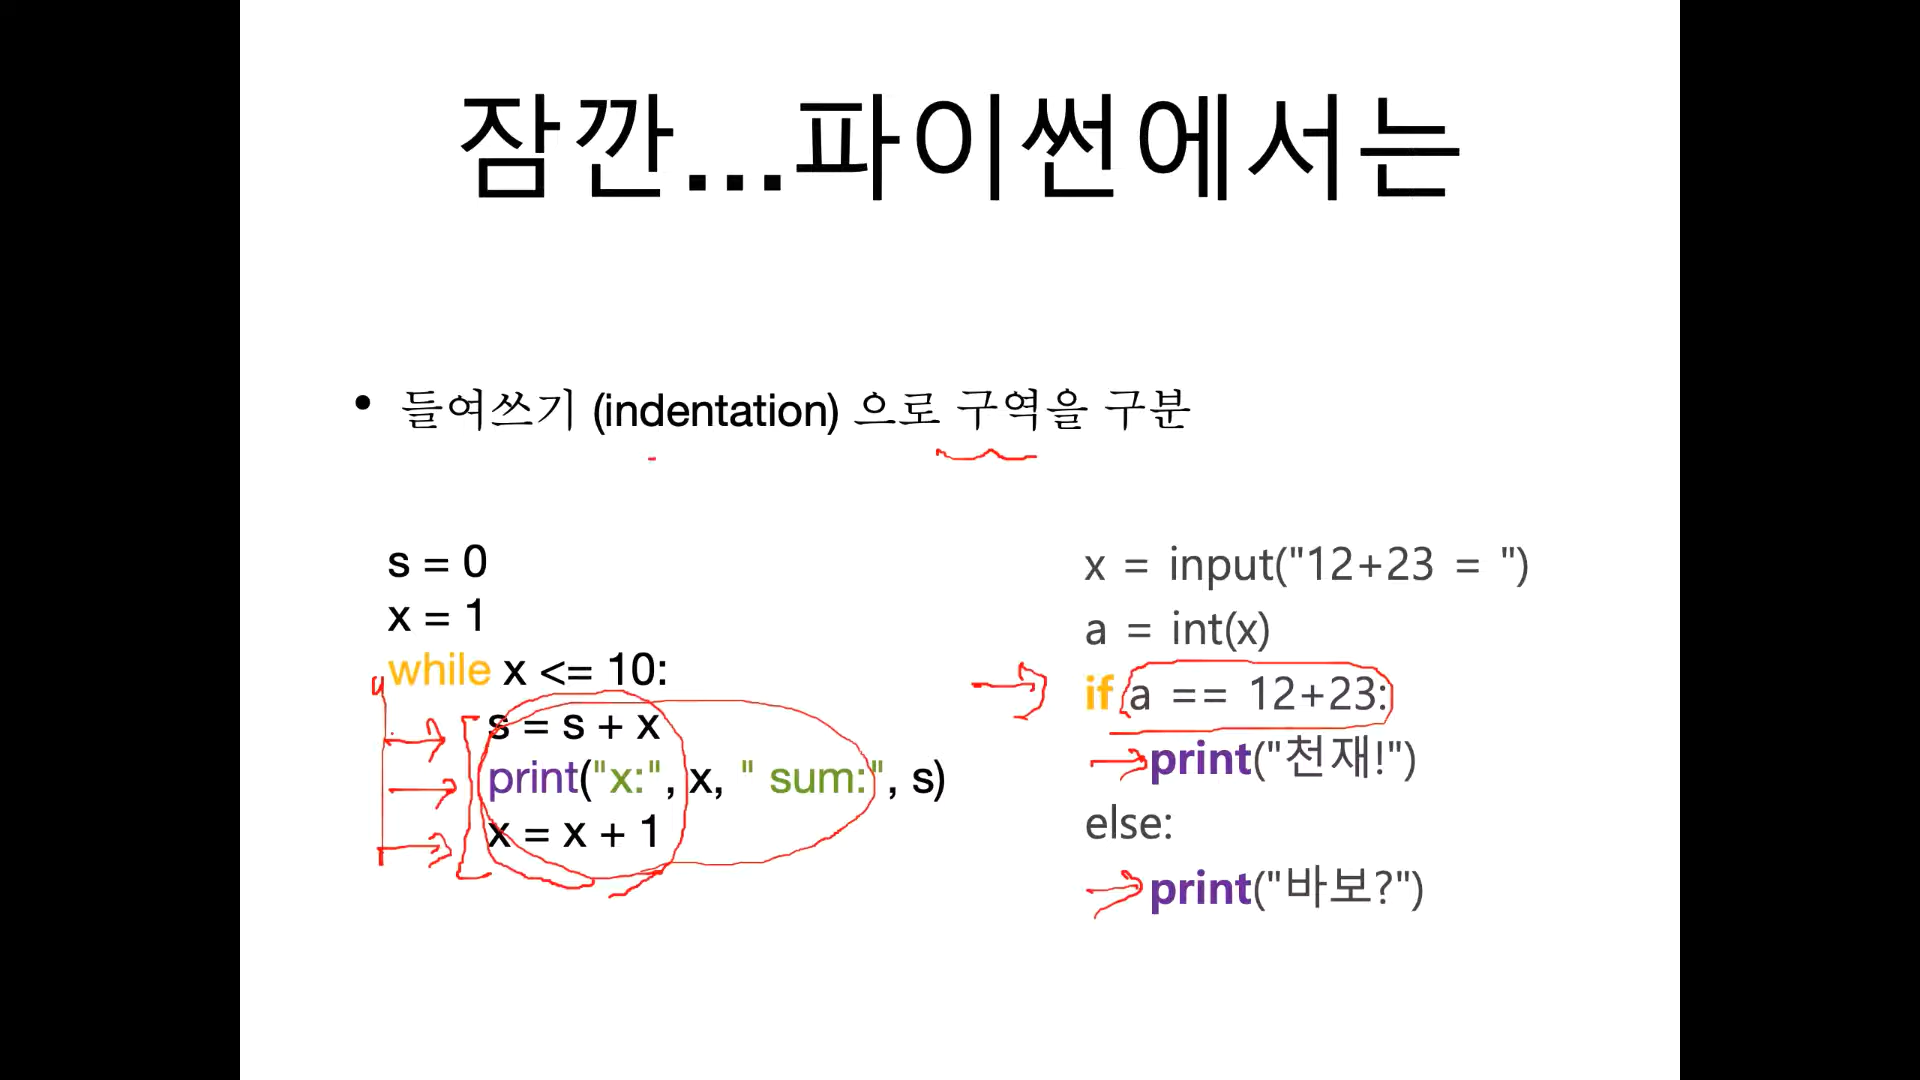 잠깐...파이썬에서는
• 들여쓰기 (indentation) 으로 구역을 구분
s = 0
x = 1
while x <= 10:
s = s + x
print("x:", x, " sum:", s)
x = x + 1
x = input("12+23 = ")
a = int(x)
if a == 12+23:
print("천재!")
else:
print("바보?")